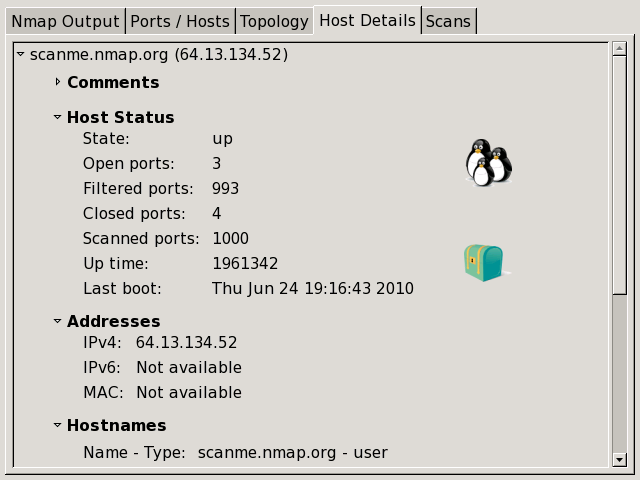 Nmap Output Ports / Hosts Topology Host Details Scans
scanme.nmap.org (64.13.134.52)
Comments
Host Status
State: up
Open ports: 3
Filtered ports: 993
Closed ports: 4
Scanned ports: 1000
Up time: 1961342
Last boot: Thu Jun 24 19:16:43 2010
Addresses
IPv4: 64.13.134.52
IPv6: Not available
MAC: Not available
Hostnames
Name - Type: scanme.nmap.org - user